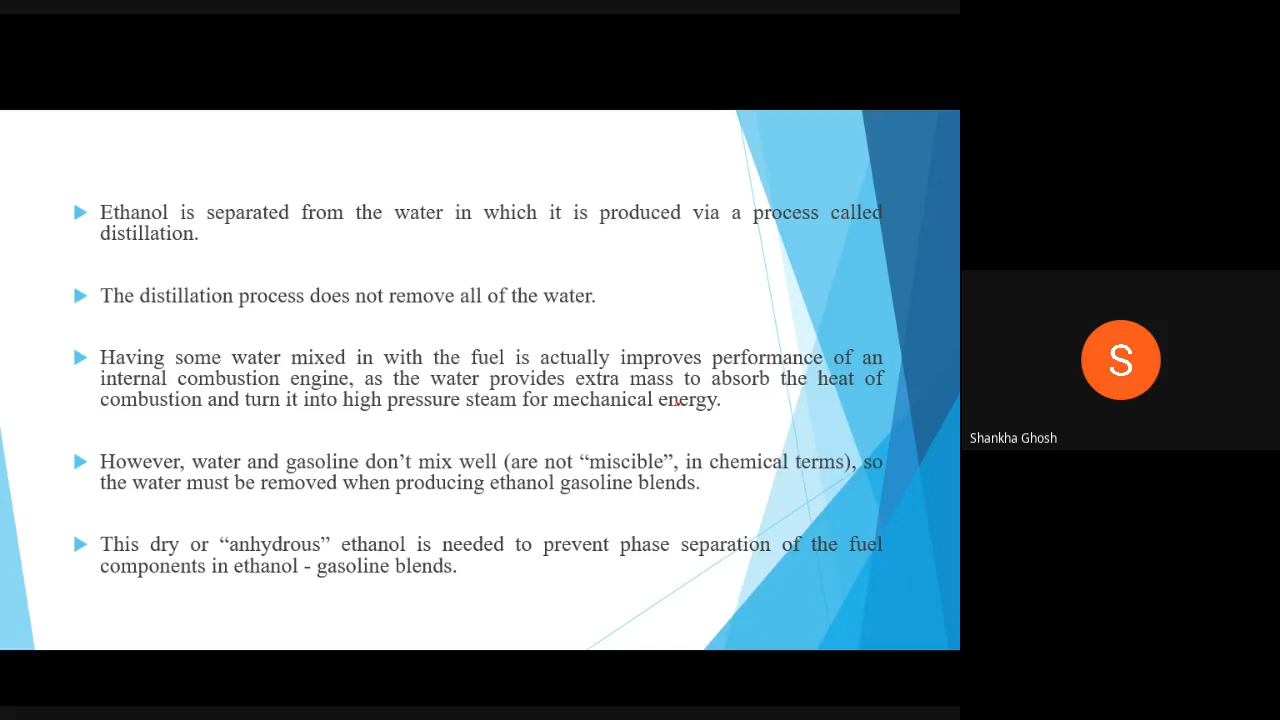 Ethanol is separated from the water in which it is produced via a process called
distillation.
The distillation process does not remove all of the water.
Having some water mixed in with the fuel is actually improves performance of an
internal combustion engine, as the water provides extra mass to absorb the heat of
combustion and turn it into high pressure steam for mechanical energy.
However, water and gasoline don’t mix well (are not “miscible”, in chemical terms), so
the water must be removed when producing ethanol gasoline blends.
This dry or “anhydrous” ethanol is needed to prevent phase separation of the fuel
components in ethanol - gasoline blends.
S
Shankha Ghosh